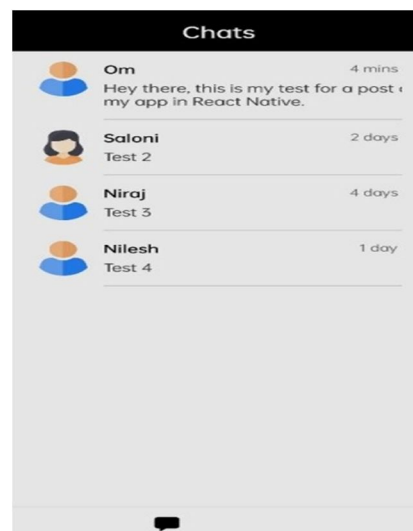 Chats
Om 4 mins
Hey there, this is my test for a post
my app in React Native.
Saloni 2 days
Test 2
Niraj 4 days
Test 3
Nilesh 1 day
Test 4